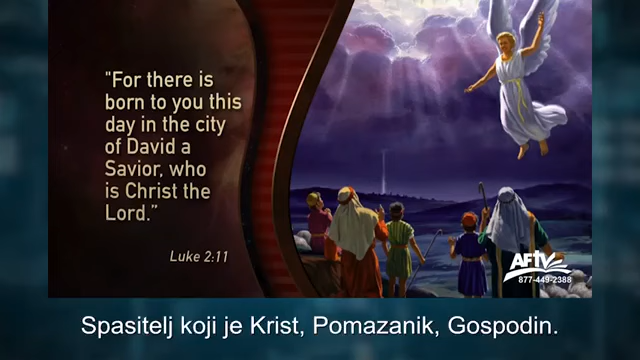 "For there is
born to you this
day in the city
of David a
Savior, who
is Christ the
Lord.”
Luke 2:11
AFTV
877-449-2388
Spasitelj koji je Krist, Pomazanik, Gospodin.